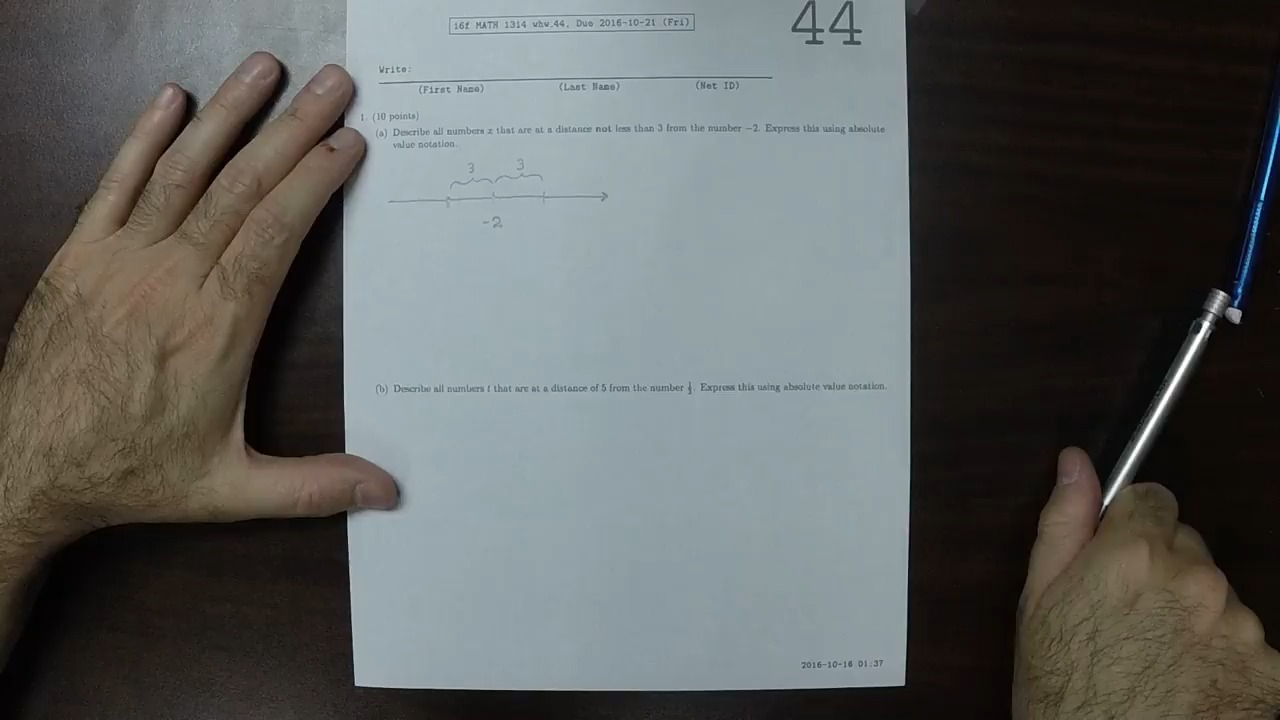 16f MATH 1314 whw_44, Due 2016-10-21 (Fri)
44
Write:
(First Name) (Last Name) (Net ID)
1. (10 points)
(a) Describe all numbers x that are at a distance not less than 3 from the number −2. Express this using absolute
value notation.
3 3
-2
(b) Describe all numbers t that are at a distance of 5 from the number 1/3. Express this using absolute value notation.
2016-10-16 01:37